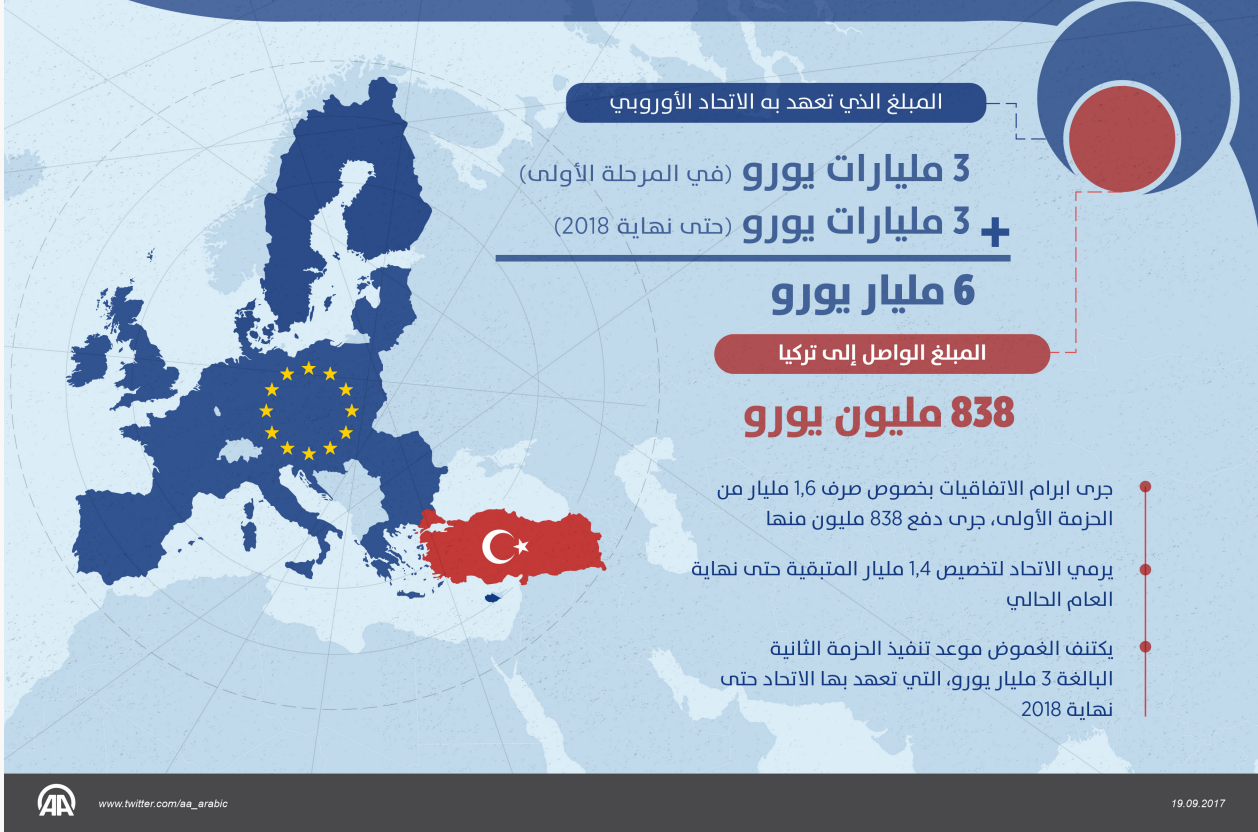 المبلغ الذي تعهد به الاتحاد الأوروبي
3 مليارات يورو (في المرحلة الأولى)
+ 3 مليارات يورو (حتى نهاية 2018)
6 مليار يورو
المبلغ الواصل إلى تركيا
838 مليون يورو
جرى ابرام الاتفاقيات بخصوص صرف 1,6 مليار من
الحزمة الأولى، جرى دفع 838 مليون منها
يرمي الاتحاد لتخصيص 1,4 مليار المتبقية حتى نهاية
العام الحالي
يكتنف الغموض موعد تنفيذ الحزمة الثانية
البالغة 3 مليار يورو، التي تعهد بها الاتحاد حتى
نهاية 2018
AA
www.twitter.com/aa_arabic
19.09.2017